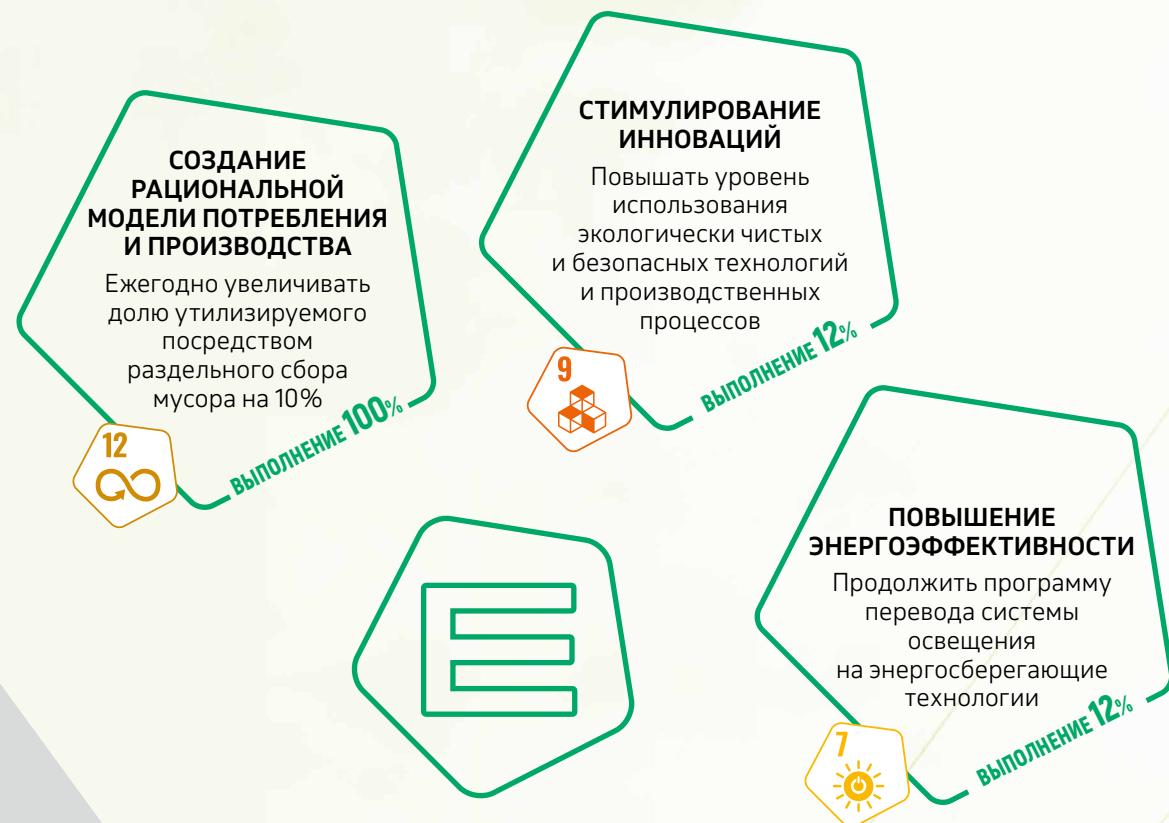 СОЗДАНИЕ
РАЦИОНАЛЬНОЙ
МОДЕЛИ ПОТРЕБЛЕНИЯ
И ПРОИЗВОДСТВА
Ежегодно увеличивать
долю утилизируемого
посредством
раздельного сбора
мусора на 10%
12
ВЫПОЛНЕНИЕ 100%
СТИМУЛИРОВАНИЕ
ИННОВАЦИЙ
Повышать уровень
использования
экологически чистых
и безопасных технологий
и производственных
процессов
9
ВЫПОЛНЕНИЕ 12%
E
ПОВЫШЕНИЕ
ЭНЕРГОЭФФЕКТИВНОСТИ
Продолжить программу
перевода системы
освещения
на энергосберегающие
технологии
7
ВЫПОЛНЕНИЕ 12%